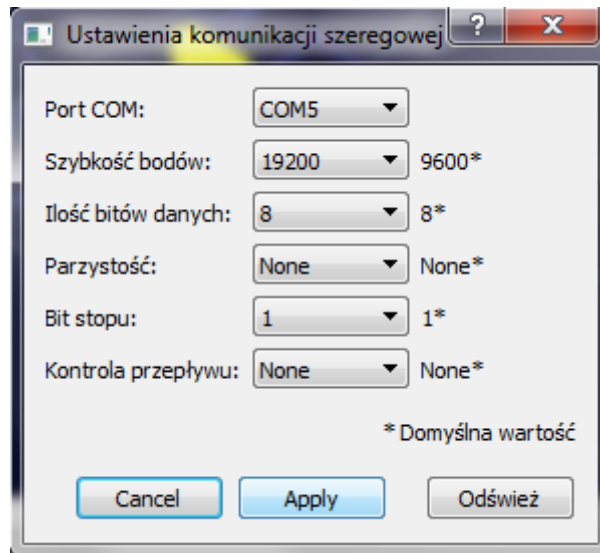 Ustawienia komunikacji szeregowej ? X
Port COM: COM5
Szybkość bodów: 19200 9600*
Ilość bitów danych: 8 8*
Parzystość: None None*
Bit stopu: 1 1*
Kontrola przepływu: None None*
* Domyślna wartość
Cancel Apply Odśwież